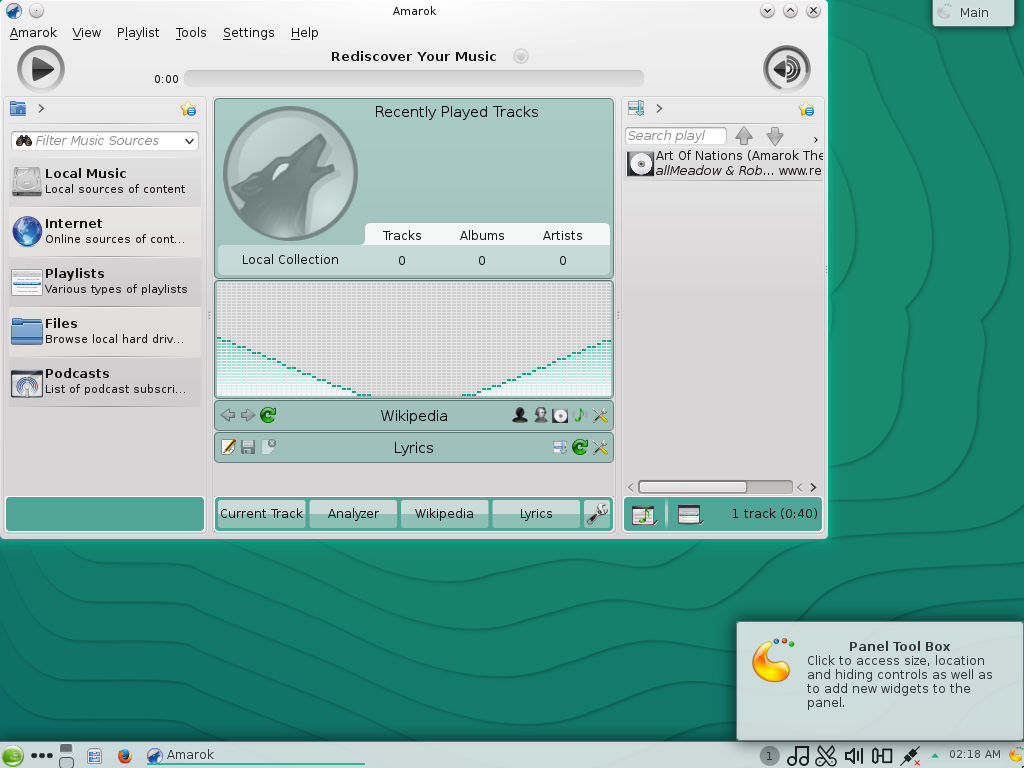 Amarok
Main
Amarok View Playlist Tools Settings Help
Rediscover Your Music
0:00
Filter Music Sources
Local Music
Local sources of content
Internet
Online sources of cont...
Playlists
Various types of playlists
Files
Browse local hard driv...
Podcasts
List of podcast subscri...
Recently Played Tracks
Tracks Albums Artists
Local Collection 0 0 0
Wikipedia
Lyrics
Current Track Analyzer Wikipedia Lyrics
Search playl
Art Of Nations (Amarok The
allMeadow & Rob... www.re
1 track (0:40)
Panel Tool Box
Click to access size, location
and hiding controls as well as
to add new widgets to the
panel.
Amarok
1
02:18 AM